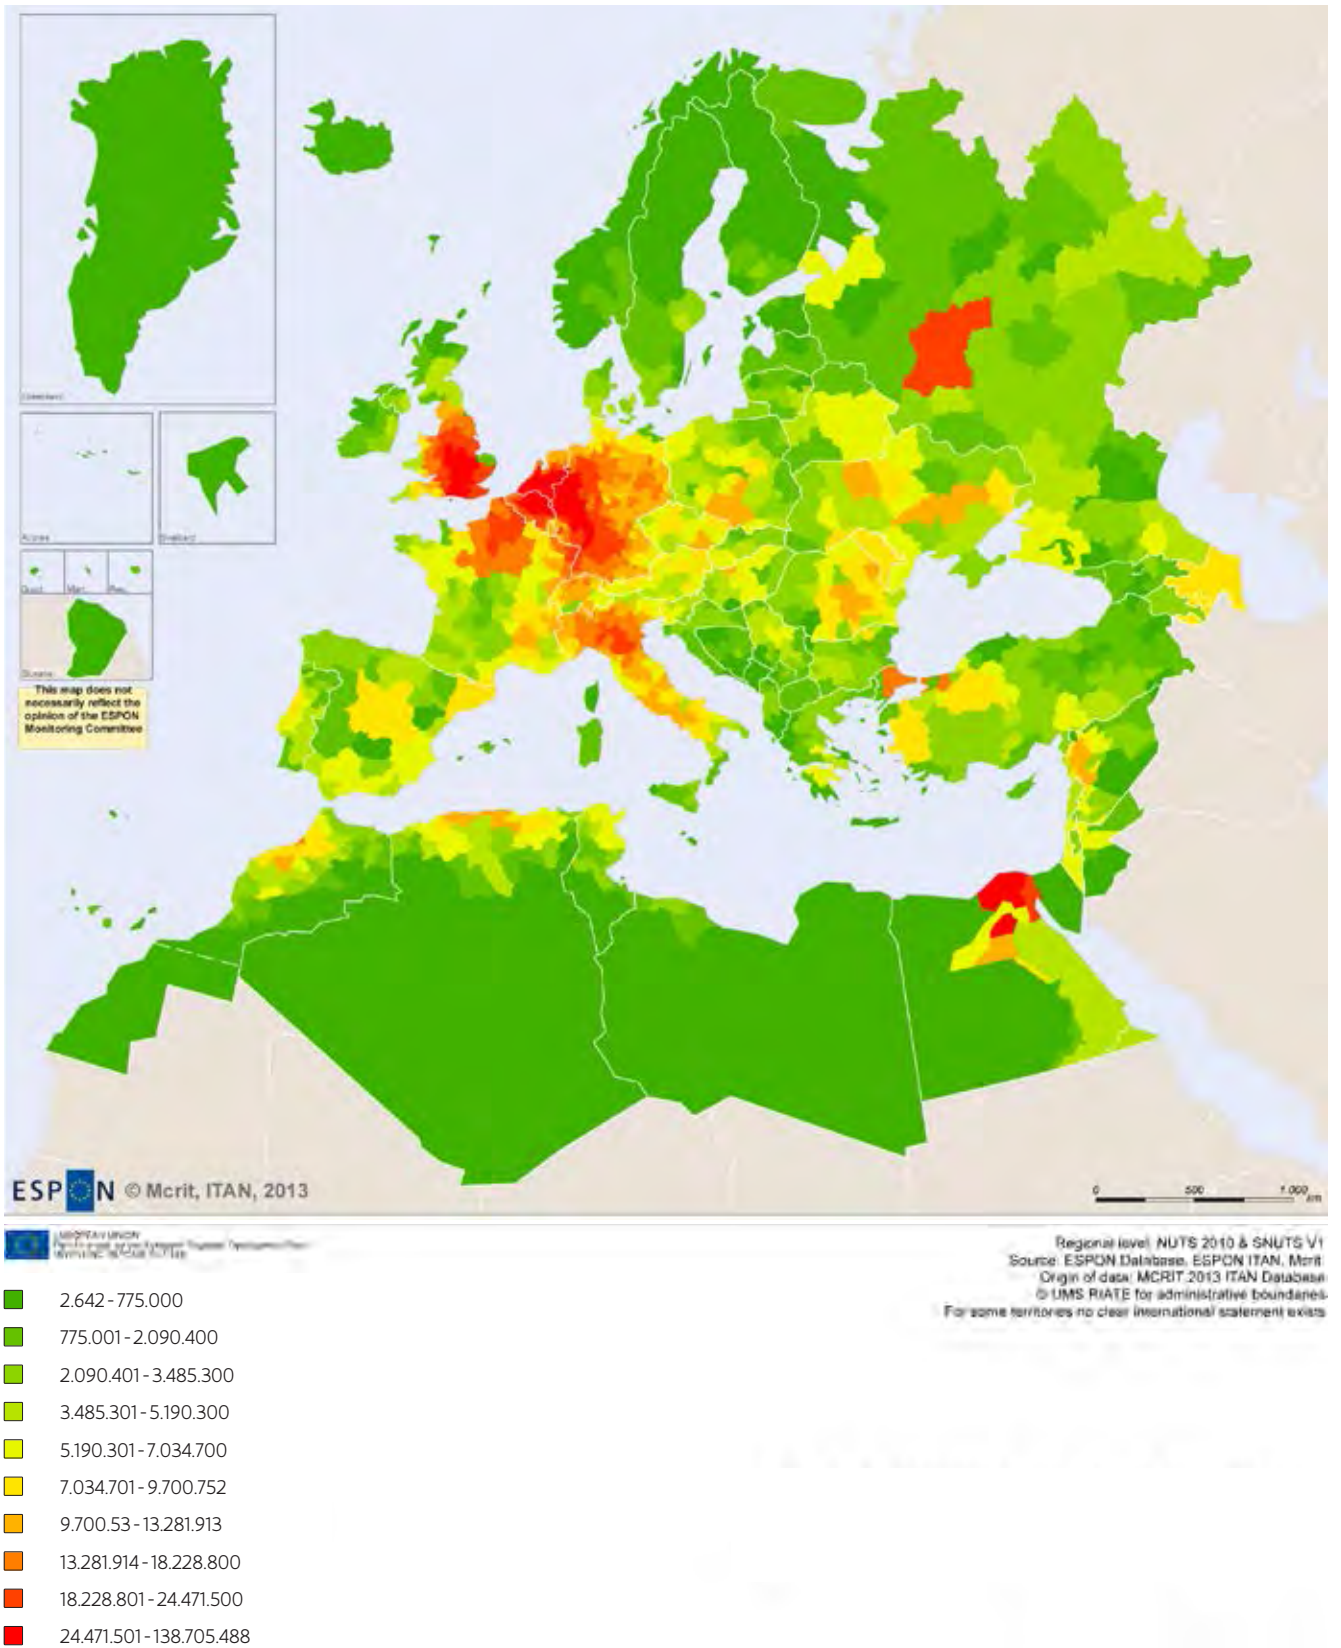 Azores
Svalbard
This map does not
necessarily reflect the
opinion of the ESPON
Monitoring Committee
ESPON © Mcrit, ITAN, 2013
0 500 1.000 km
EUROPEAN UNION
Regional level: NUTS 2010 & SNUTS V1
Source: ESPON Database, ESPON ITAN, Mcrit
Origin of data: MCRIT 2013 ITAN Database
© UMS RIATE for administrative boundaries
For some territories no clear international statement exists
2.642 - 775.000
775.001 - 2.090.400
2.090.401 - 3.485.300
3.485.301 - 5.190.300
5.190.301 - 7.034.700
7.034.701 - 9.700.752
9.700.53 - 13.281.913
13.281.914 - 18.228.800
18.228.801 - 24.471.500
24.471.501 - 138.705.488